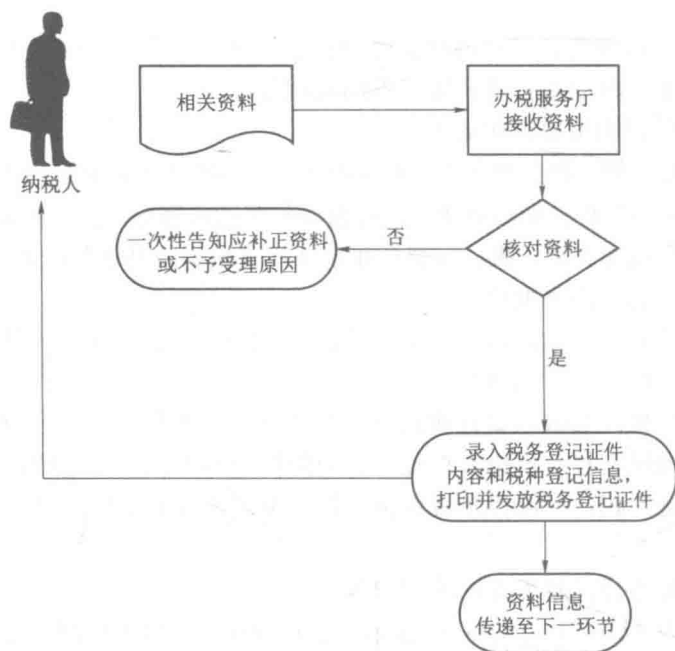 相关资料
办税服务厅
接收资料
纳税人
一次性告知应补正资料
或不予受理原因
否
核对资料
是
录入税务登记证件
内容和税种登记信息，
打印并发放税务登记证件
资料信息
传递至下一环节